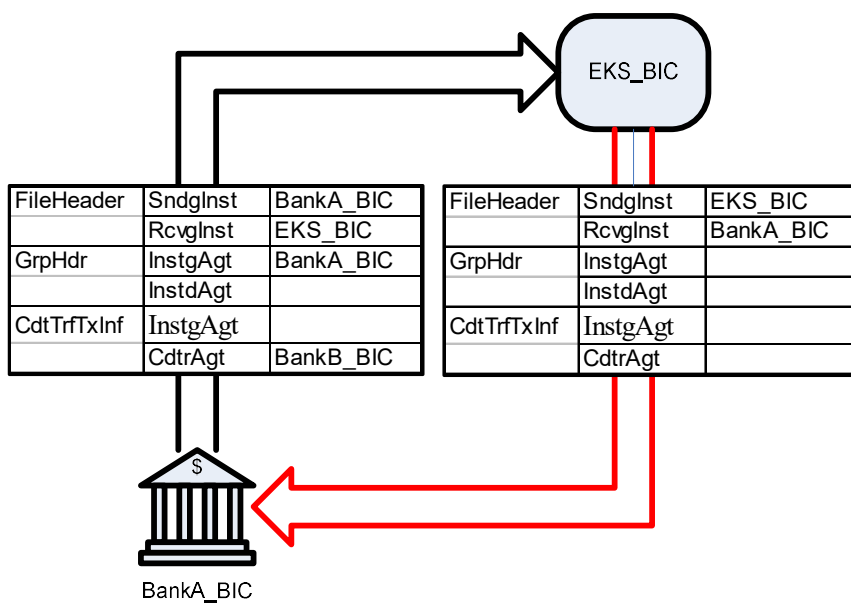 EKS_BIC
FileHeader SndgInst BankA_BIC
RcvgInst EKS_BIC
GrpHdr InstgAgt BankA_BIC
InstdAgt
CdtTrfTxInf InstgAgt
CdtrAgt BankB_BIC
FileHeader SndgInst EKS_BIC
RcvgInst BankA_BIC
GrpHdr InstgAgt
InstdAgt
CdtTrfTxInf InstgAgt
CdtrAgt
$
BankA_BIC